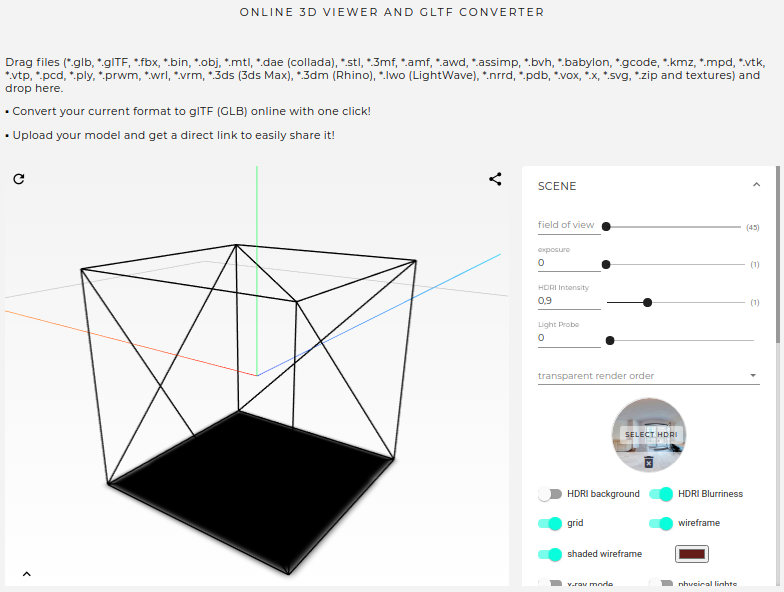 ONLINE 3D VIEWER AND GLTF CONVERTER
Drag files (*.glb, *.glTF, *.fbx, *.bin, *.obj, *.mtl, *.dae (collada), *.stl, *.3mf, *.amf, *.awd, *.assimp, *.bvh, *.babylon, *.gcode, *.kmz, *.mpd, *.vtk,
*.vtp, *.pcd, *.ply, *.prwm, *.wrl, *.vrm, *.3ds (3ds Max), *.3dm (Rhino), *.lwo (LightWave), *.nrrd, *.pdb, *.vox, *.x, *.svg, *.zip and textures) and
drop here.
▪ Convert your current format to glTF (GLB) online with one click!
▪ Upload your model and get a direct link to easily share it!
SCENE
field of view (45)
exposure
0 (1)
HDRI Intensity
0,9 (1)
Light Probe
0
transparent render order
SELECT HDRI
HDRI background HDRI Blurriness
grid wireframe
shaded wireframe
x-ray mode physical lights